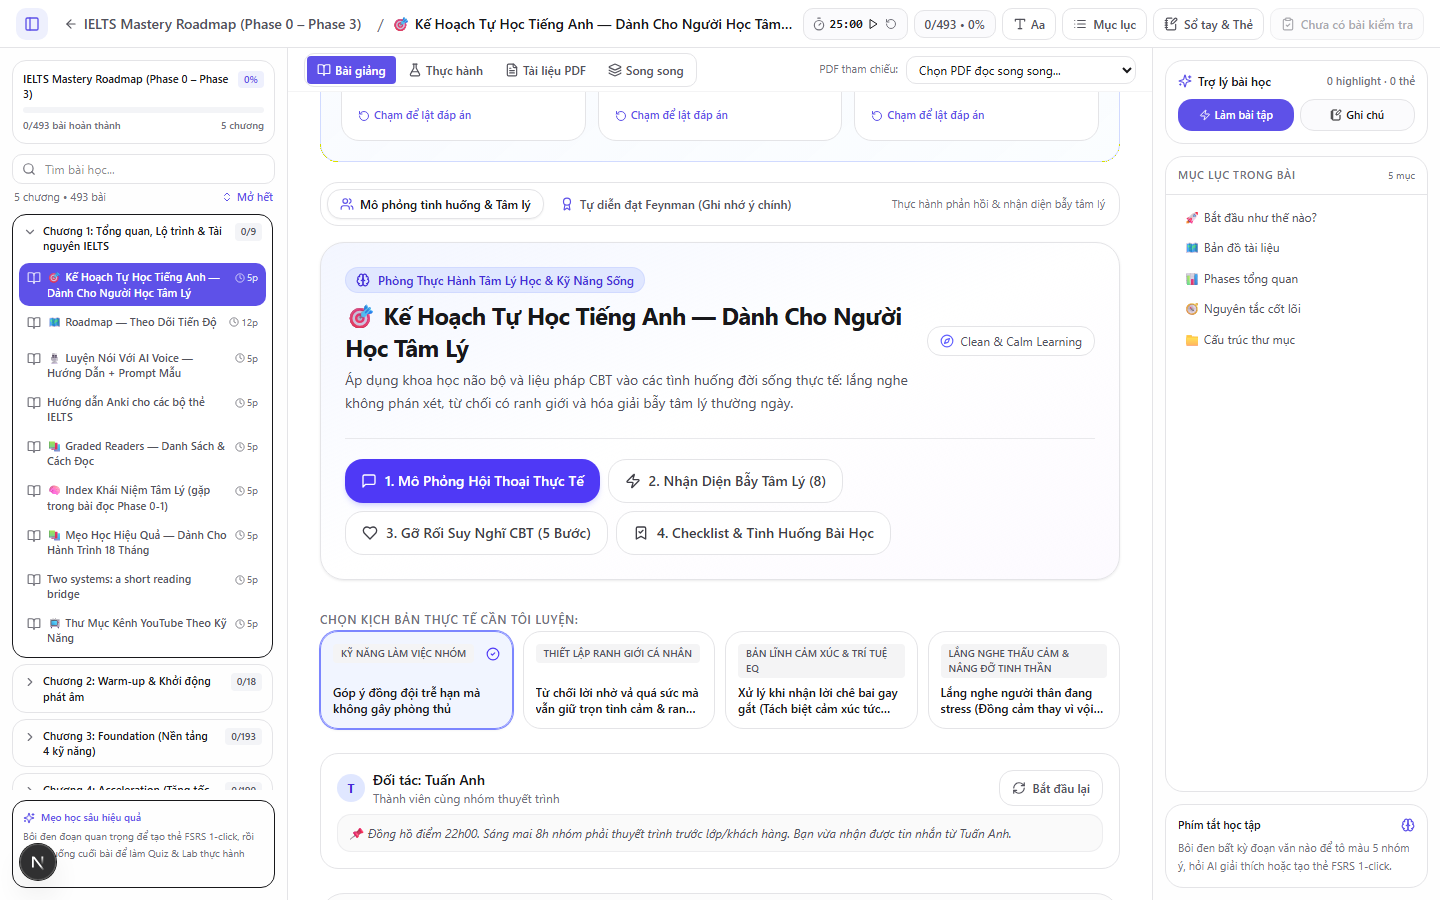 IELTS Mastery Roadmap (Phase 0 – Phase 3) / 🎯 Kế Hoạch Tự Học Tiếng Anh — Dành Cho Người Học Tâm...
25:00
0/493 • 0%
Aa
Mục lục
Sổ tay & Thẻ
Chưa có bài kiểm tra
IELTS Mastery Roadmap (Phase 0 – Phase 3)
0%
0/493 bài hoàn thành
5 chương
Tìm bài học...
5 chương • 493 bài
Mở hết
Chương 1: Tổng quan, Lộ trình & Tài nguyên IELTS
0/9
🎯 Kế Hoạch Tự Học Tiếng Anh — Dành Cho Người Học Tâm Lý
5p
Roadmap — Theo Dõi Tiến Độ
12p
Luyện Nói Với AI Voice — Hướng Dẫn + Prompt Mẫu
5p
Hướng dẫn Anki cho các bộ thẻ IELTS
5p
Graded Readers — Danh Sách & Cách Đọc
5p
Index Khái Niệm Tâm Lý (gặp trong bài đọc Phase 0-1)
5p
Mẹo Học Hiệu Quả — Dành Cho Hành Trình 18 Tháng
5p
Two systems: a short reading bridge
5p
Thư Mục Kênh YouTube Theo Kỹ Năng
5p
Chương 2: Warm-up & Khởi động phát âm
0/18
Chương 3: Foundation (Nền tảng 4 kỹ năng)
0/193
Chương 4: Acceleration (Tăng tốc
Mẹo học sâu hiệu quả
Bôi đen đoạn quan trọng để tạo thẻ FSRS 1-click, rồi
uống cuối bài để làm Quiz & Lab thực hành
N
Bài giảng
Thực hành
Tài liệu PDF
Song song
PDF tham chiếu:
Chọn PDF đọc song song...
Chạm để lật đáp án
Chạm để lật đáp án
Chạm để lật đáp án
Mô phỏng tình huống & Tâm lý
Tự diễn đạt Feynman (Ghi nhớ ý chính)
Thực hành phản hồi & nhận diện bẫy tâm lý
Phòng Thực Hành Tâm Lý Học & Kỹ Năng Sống
🎯 Kế Hoạch Tự Học Tiếng Anh — Dành Cho Người
Học Tâm Lý
Clean & Calm Learning
Áp dụng khoa học não bộ và liệu pháp CBT vào các tình huống đời sống thực tế: lắng nghe
không phán xét, từ chối có ranh giới và hóa giải bẫy tâm lý thường ngày.
1. Mô Phỏng Hội Thoại Thực Tế
2. Nhận Diện Bẫy Tâm Lý (8)
3. Gỡ Rối Suy Nghĩ CBT (5 Bước)
4. Checklist & Tình Huống Bài Học
CHỌN KỊCH BẢN THỰC TẾ CẦN TÔI LUYỆN:
KỸ NĂNG LÀM VIỆC NHÓM
Góp ý đồng đội trễ hạn mà
không gây phòng thủ
THIẾT LẬP RANH GIỚI CÁ NHÂN
Từ chối lời nhờ vả quá sức mà
vẫn giữ trọn tình cảm & ran...
BẢN LĨNH CẢM XÚC & TRÍ TUỆ
EQ
Xử lý khi nhận lời chê bai gay
gắt (Tách biệt cảm xúc tức...
LẮNG NGHE THẤU CẢM &
NÂNG ĐỠ TINH THẦN
Lắng nghe người thân đang
stress (Đồng cảm thay vì vội...
T
Đối tác: Tuấn Anh
Thành viên cùng nhóm thuyết trình
Bắt đầu lại
📌 Đồng hồ điểm 22h00. Sáng mai 8h nhóm phải thuyết trình trước lớp/khách hàng. Bạn vừa nhận được tin nhắn từ Tuấn Anh.
Trợ lý bài học
0 highlight · 0 thẻ
Làm bài tập
Ghi chú
MỤC LỤC TRONG BÀI
5 mục
🚀 Bắt đầu như thế nào?
Bản đồ tài liệu
📊 Phases tổng quan
🧭 Nguyên tắc cốt lõi
📁 Cấu trúc thư mục
Phím tắt học tập
Bôi đen bất kỳ đoạn văn nào để tô màu 5 nhóm
ý, hỏi AI giải thích hoặc tạo thẻ FSRS 1-click.